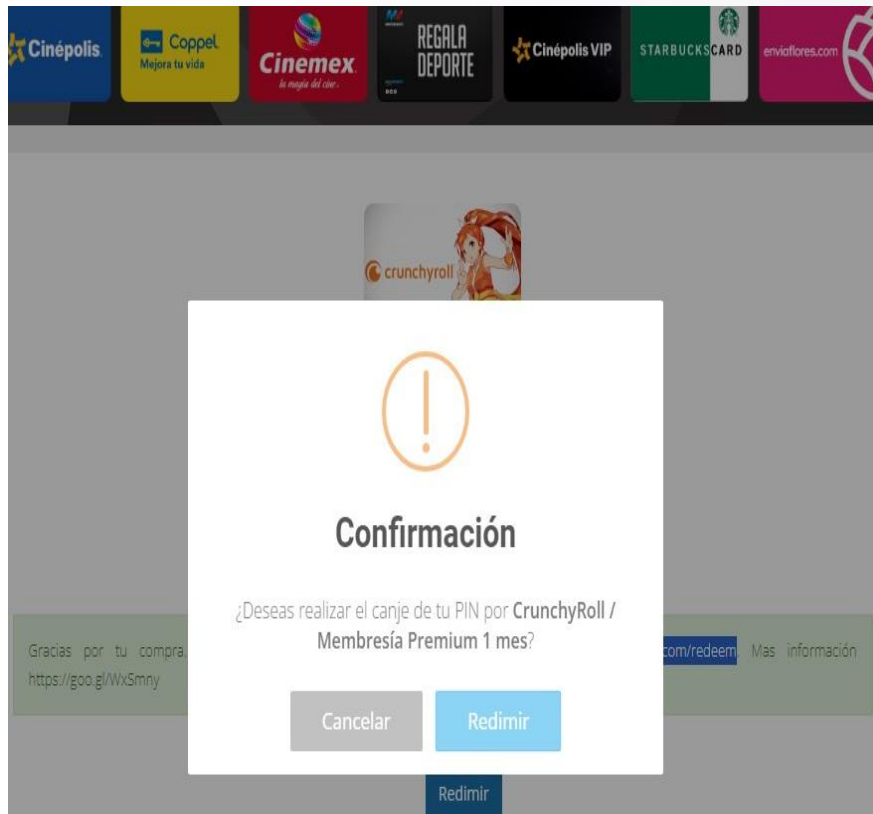 Cinépolis.
Coppel.
Mejora tu vida
Cinemex.
la magia del cine.
REGALA
DEPORTE
Cinépolis VIP
STARBUCKS CARD
enviaflores.com
crunchyroll
Confirmación
¿Deseas realizar el canje de tu PIN por CrunchyRoll /
Membresía Premium 1 mes?
Gracias por tu compra, com/redeem. Mas información
https://goo.gl/WxSmny
Cancelar Redimir
Redimir